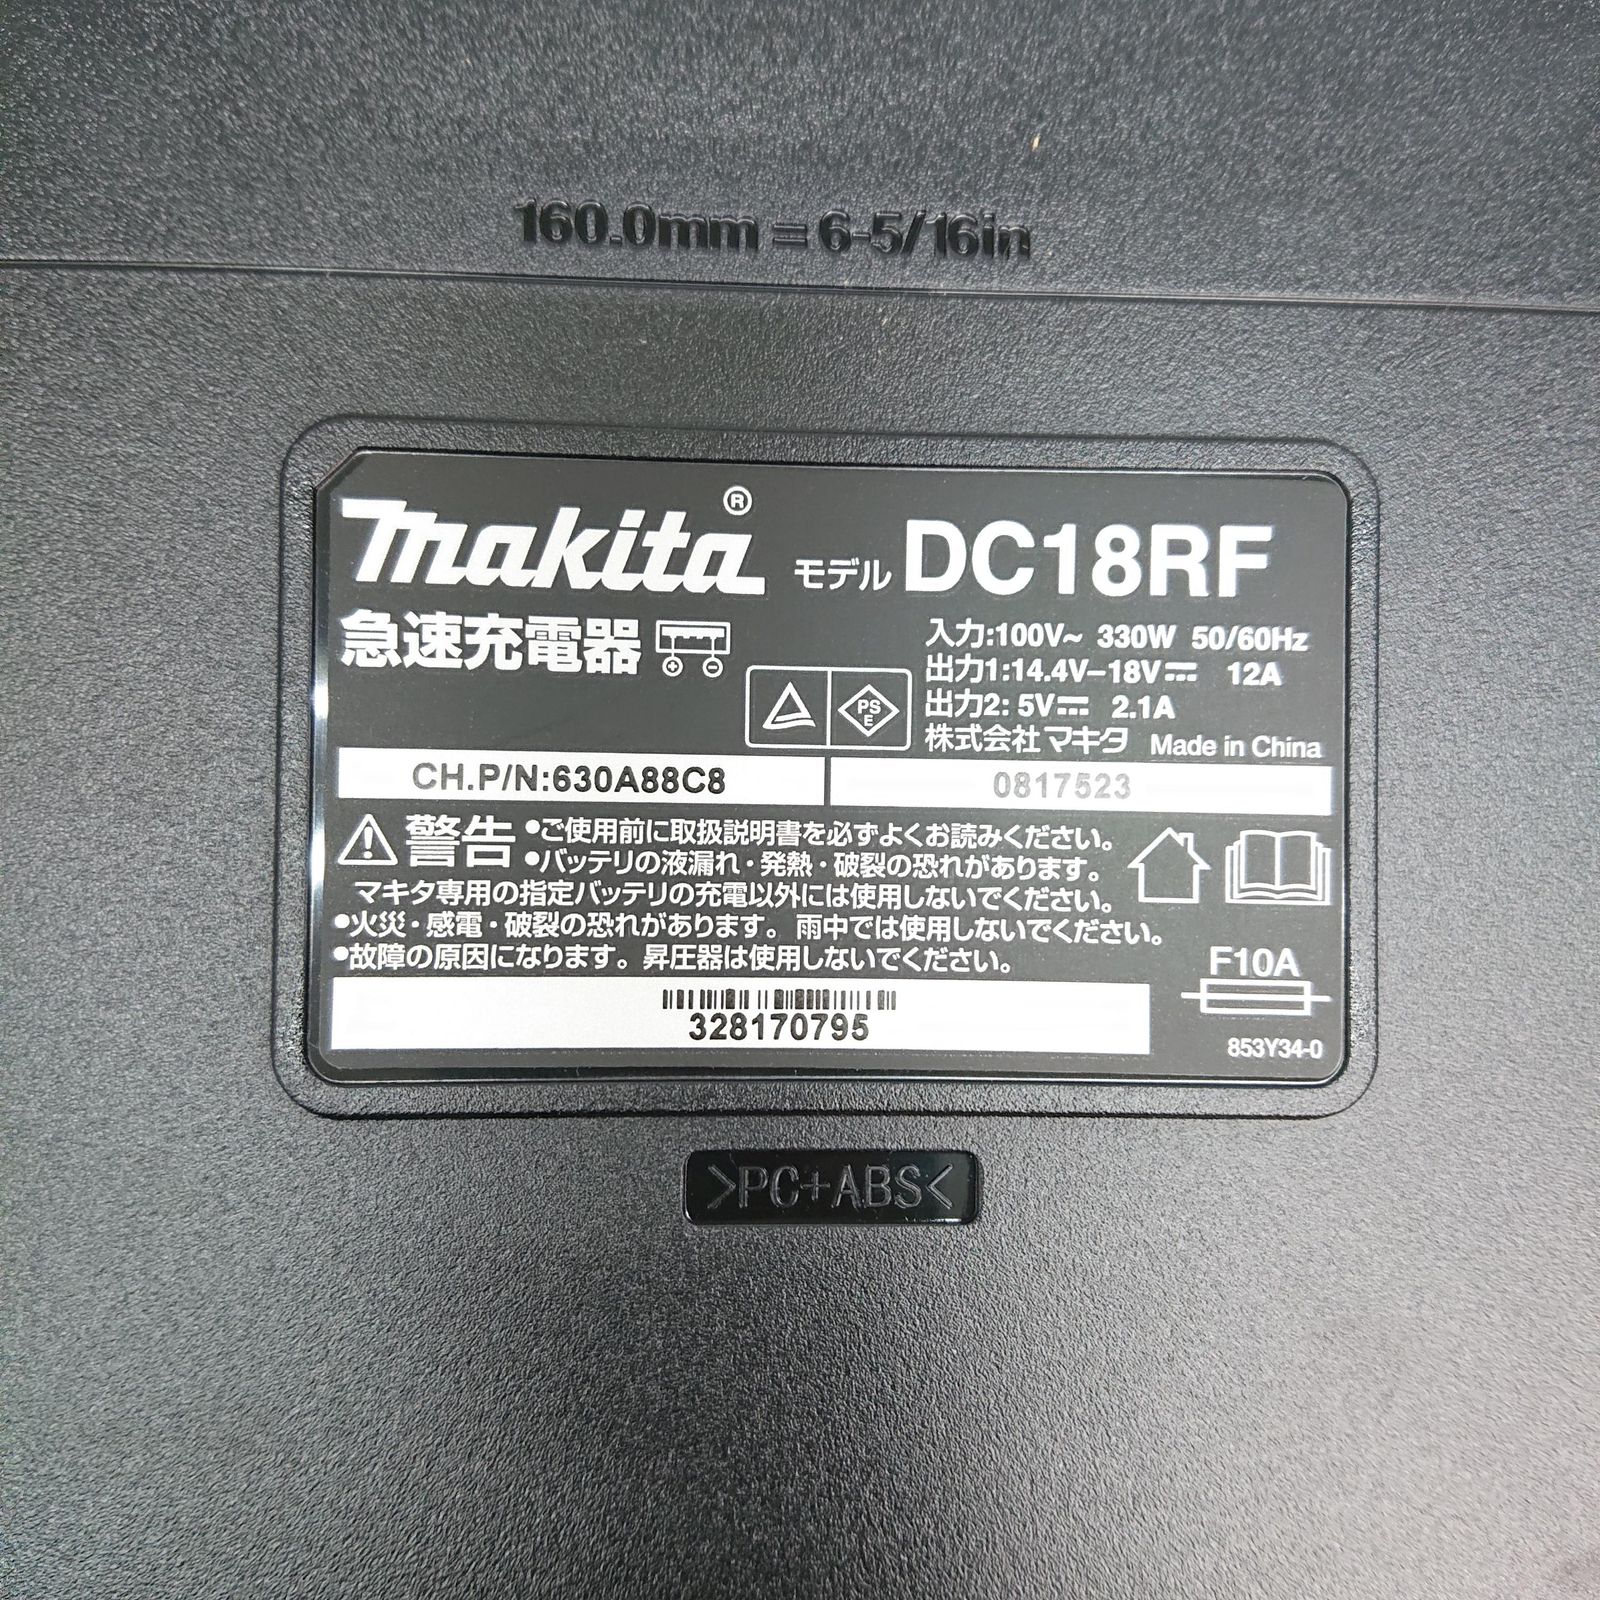 160.0mm = 6-5/16in
makita® モデル DC18RF
急速充電器
入力:100V~ 330W 50/60Hz
出力1:14.4V-18V⎓ 12A
出力2: 5V⎓ 2.1A
PS
E
株式会社 マキタ Made in China
CH.P/N:630A88C8 0817523
⚠警告 •ご使用前に取扱説明書を必ずよくお読みください。
•バッテリの液漏れ・発熱・破裂の恐れがあります。
マキタ専用の指定バッテリの充電以外には使用しないでください。
•火災・感電・破裂の恐れがあります。雨中では使用しないでください。
•故障の原因になります。昇圧器は使用しないでください。
F10A
328170795
853Y34-0
>PC+ABS<